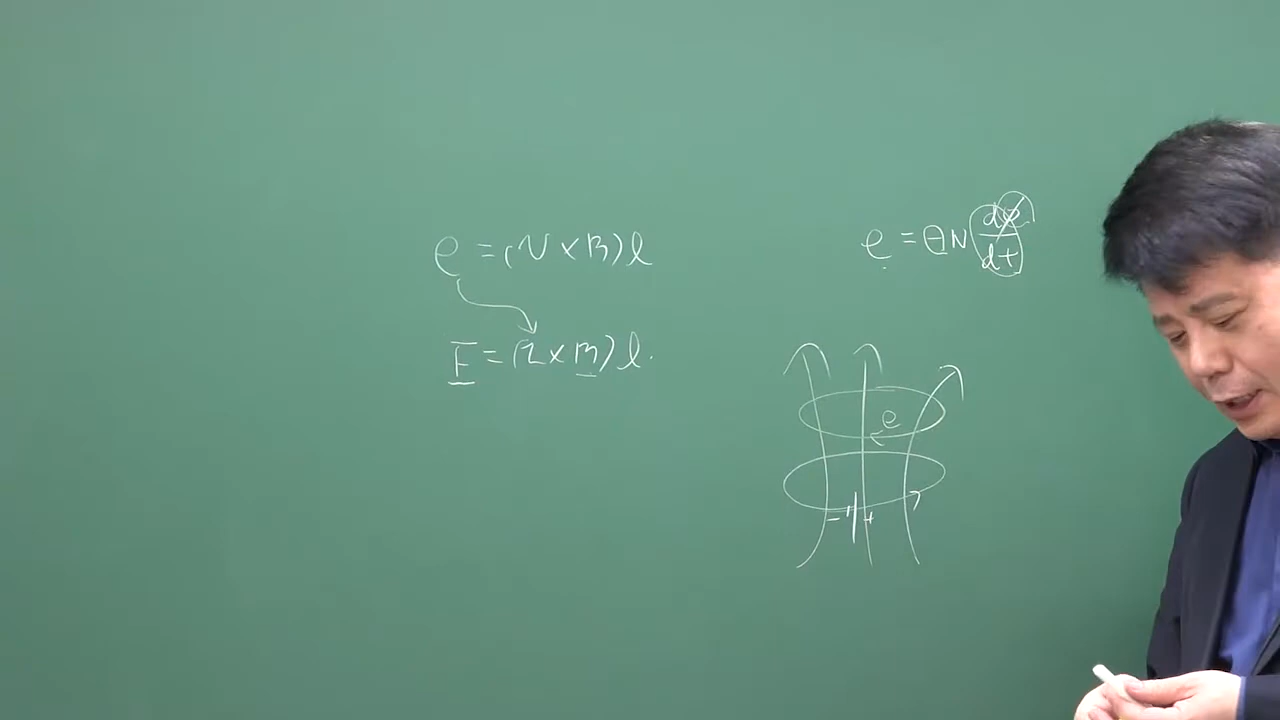 e = (v × B) l
F = (I × B) l.
e = ⊖N (dφ/dt)
e
- +